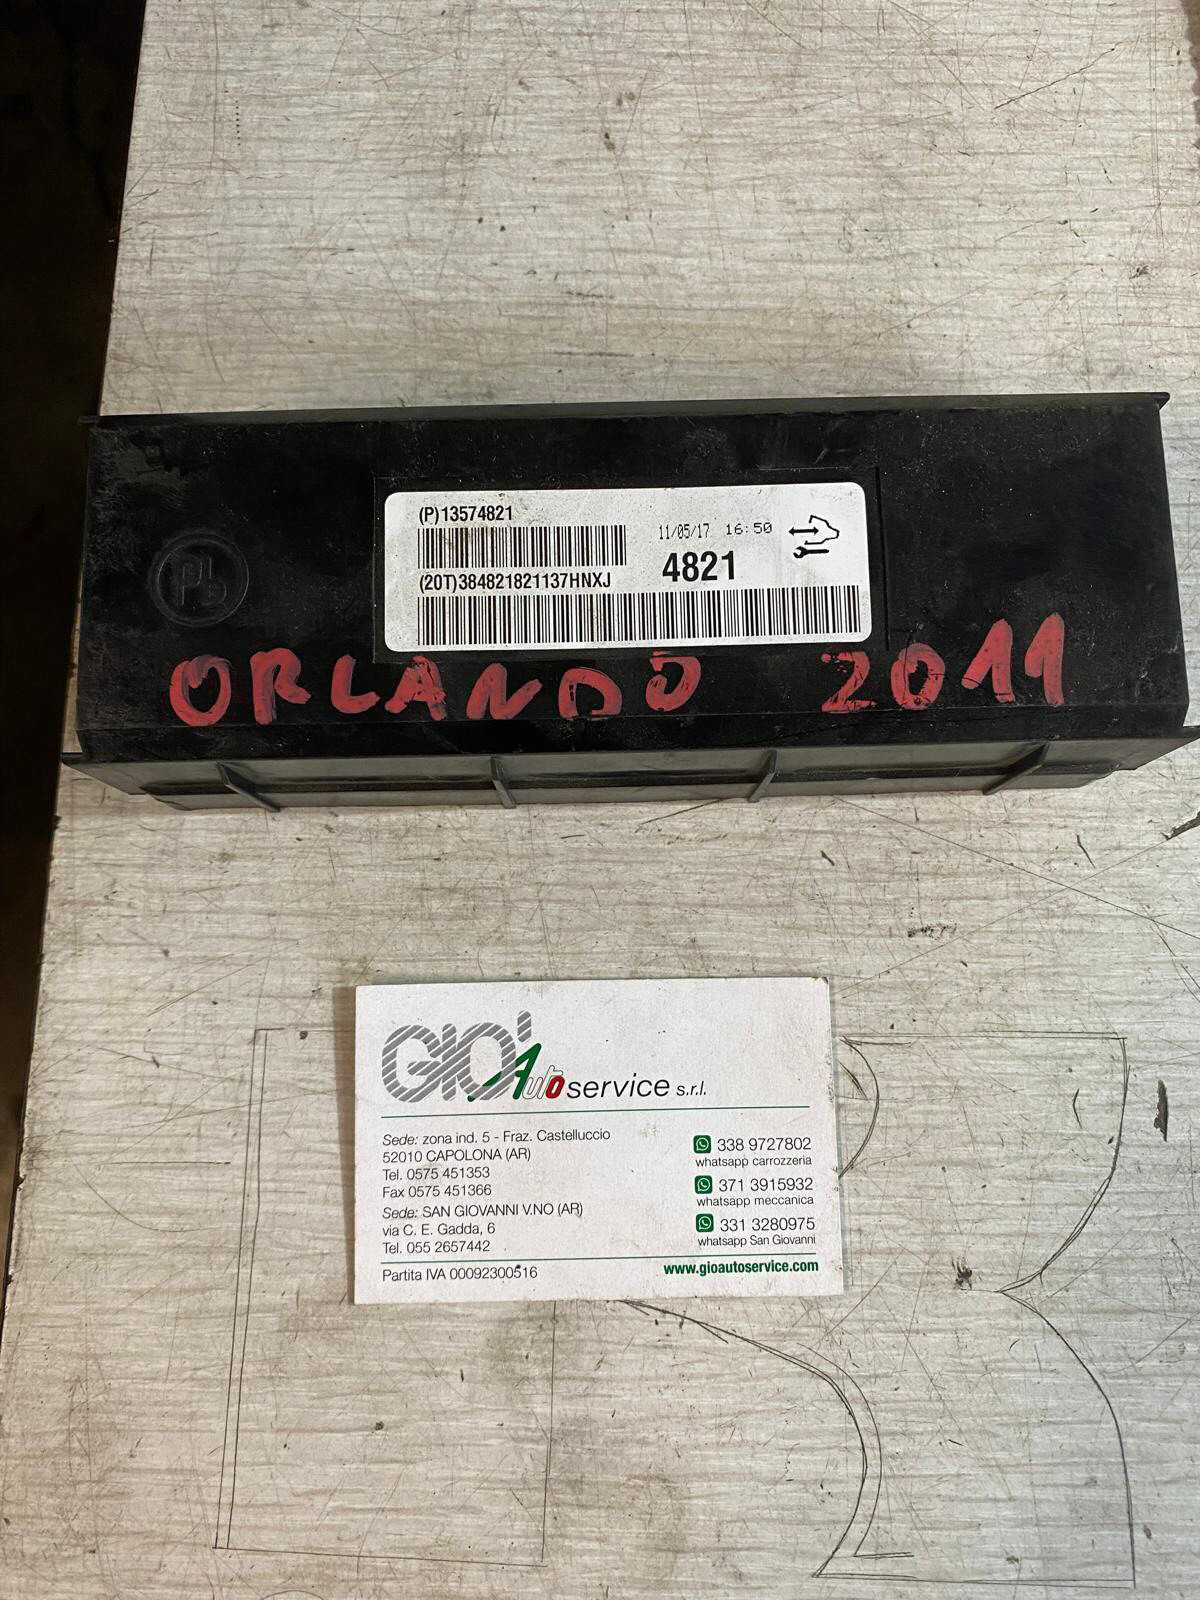 (P)13574821
11/05/17 16:50
4821
(20T)384821821137HNXJ
ORLANDO 2011
GIO' Autoservice s.r.l.
Sede: zona ind. 5 - Fraz. Castelluccio
52010 CAPOLONA (AR)
Tel. 0575 451353
Fax 0575 451366
Sede: SAN GIOVANNI V.NO (AR)
via C. E. Gadda, 6
Tel. 055 2657442
Partita IVA 00092300516
338 9727802
whatsapp carrozzeria
371 3915932
whatsapp meccanica
331 3280975
whatsapp San Giovanni
www.gioautoservice.com